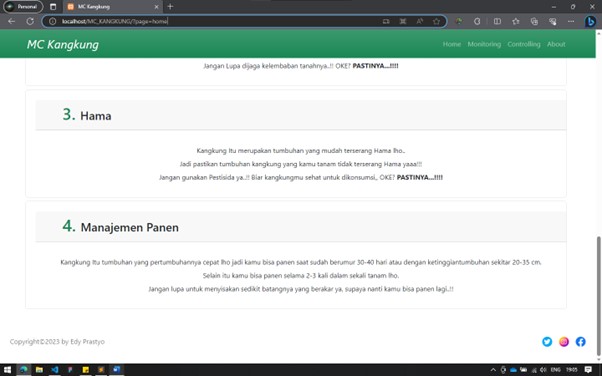 Personal
MC Kangkung
localhost/MC_KANGKUNG/?page=home
MC Kangkung
Home Monitoring Controlling About
Jangan Lupa dijaga kelembaban tanahnya..!! OKE? PASTINYA...!!!!
3. Hama
Kangkung Itu merupakan tumbuhan yang mudah terserang Hama lho..
Jadi pastikan tumbuhan kangkung yang kamu tanam tidak terserang Hama yaaa!!!
Jangan gunakan Pestisida ya..!! Biar kangkungmu sehat untuk dikonsumsi,, OKE? PASTINYA...!!!!
4. Manajemen Panen
Kangkung Itu tumbuhan yang pertumbuhannya cepat lho jadi kamu bisa panen saat sudah berumur 30-40 hari atau dengan ketinggiantumbuhan sekitar 20-35 cm.
Selain itu kamu bisa panen selama 2-3 kali dalam sekali tanam lho.
Jangan lupa untuk menyisakan sedikit batangnya yang berakar ya, supaya nanti kamu bisa panen lagi..!!
Copyright©2023 by Edy Prastyo
ENG 19:05